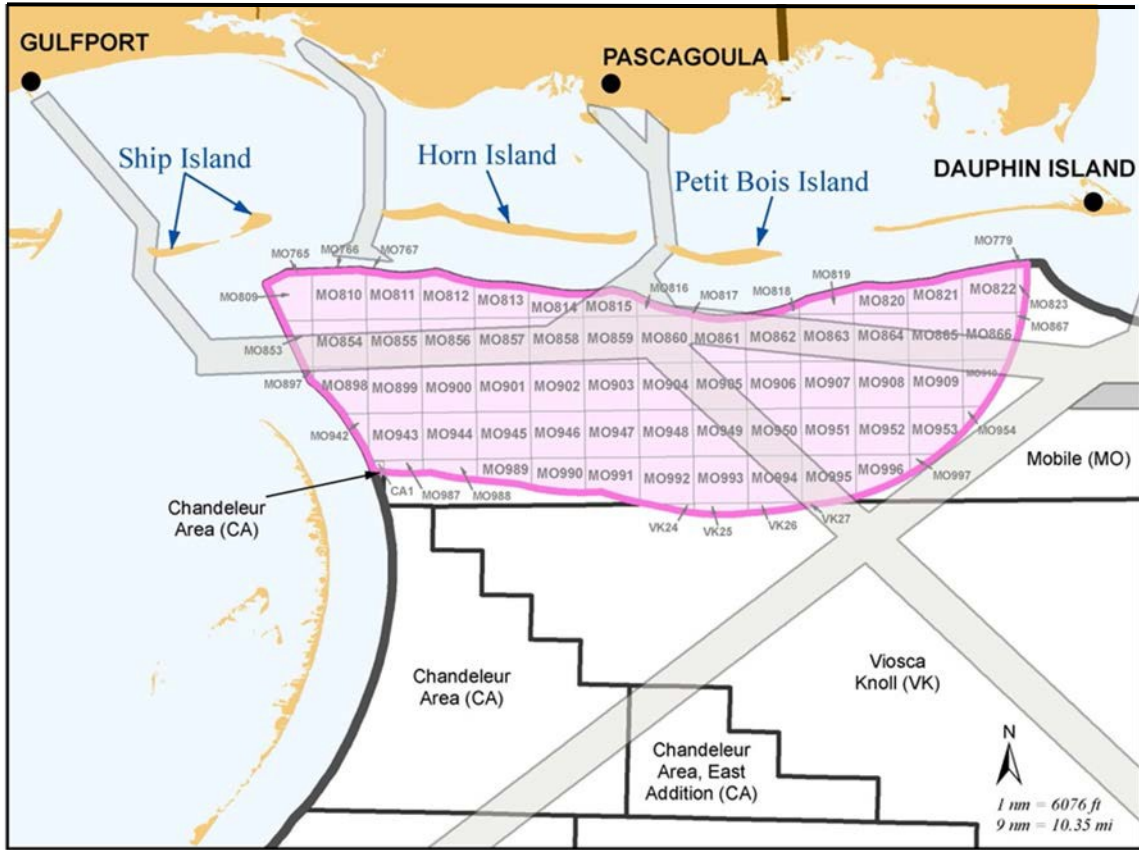 GULFPORT
PASCAGOULA
Ship Island
Horn Island
Petit Bois Island
DAUPHIN ISLAND
MO765
MO766
MO767
MO779
MO809
MO810
MO811
MO812
MO813
MO814
MO815
MO816
MO817
MO818
MO819
MO820
MO821
MO822
MO823
MO853
MO854
MO855
MO856
MO857
MO858
MO859
MO860
MO861
MO862
MO863
MO864
MO865
MO866
MO867
MO897
MO898
MO899
MO900
MO901
MO902
MO903
MO904
MO905
MO906
MO907
MO908
MO909
MO910
MO942
MO943
MO944
MO945
MO946
MO947
MO948
MO949
MO950
MO951
MO952
MO953
MO954
CA1
MO987
MO988
MO989
MO990
MO991
MO992
MO993
MO994
MO995
MO996
MO997
Mobile (MO)
VK24
VK25
VK26
VK27
Chandeleur
Area (CA)
Chandeleur
Area (CA)
Viosca
Knoll (VK)
Chandeleur
Area, East
Addition (CA)
N
1 nm = 6076 ft
9 nm = 10.35 mi